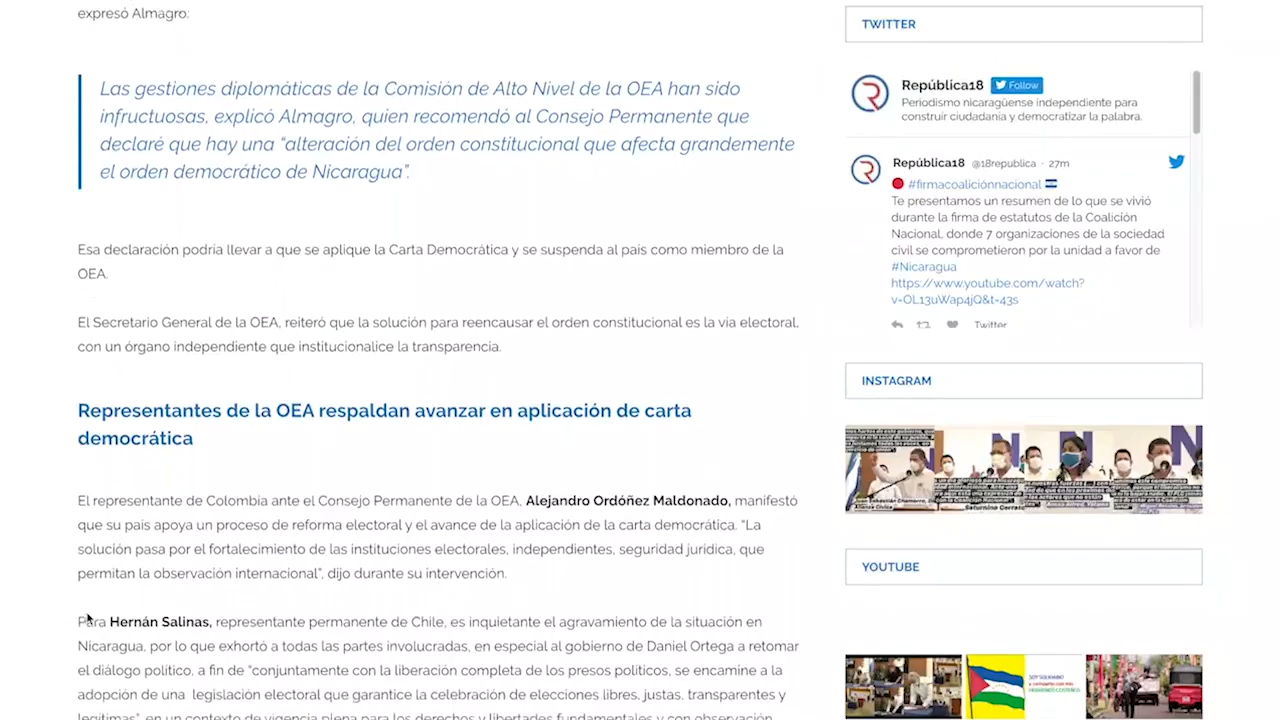 expresó Almagro:
Las gestiones diplomáticas de la Comisión de Alto Nivel de la OEA han sido
infructuosas, explicó Almagro, quien recomendó al Consejo Permanente que
declaré que hay una “alteración del orden constitucional que afecta grandemente
el orden democrático de Nicaragua”.
Esa declaración podría llevar a que se aplique la Carta Democrática y se suspenda al país como miembro de la
OEA.
El Secretario General de la OEA, reiteró que la solución para reencausar el orden constitucional es la vía electoral,
con un órgano independiente que institucionalice la transparencia.
Representantes de la OEA respaldan avanzar en aplicación de carta
democrática
El representante de Colombia ante el Consejo Permanente de la OEA, Alejandro Ordóñez Maldonado, manifestó
que su país apoya un proceso de reforma electoral y el avance de la aplicación de la carta democrática. “La
solución pasa por el fortalecimiento de las instituciones electorales, independientes, seguridad jurídica, que
permitan la observación internacional”, dijo durante su intervención.
Para Hernán Salinas, representante permanente de Chile, es inquietante el agravamiento de la situación en
Nicaragua, por lo que exhortó a todas las partes involucradas, en especial al gobierno de Daniel Ortega a retomar
el diálogo político, a fin de “conjuntamente con la liberación completa de los presos políticos, se encamine a la
adopción de una legislación electoral que garantice la celebración de elecciones libres, justas, transparentes y
legítimas”, en un contexto de vigencia plena para los derechos y libertades fundamentales y con observación
TWITTER
República18 Follow
Periodismo nicaragüense independiente para
construir ciudadanía y democratizar la palabra.
República18 @18republica · 27m
#firmacoaliciónnacional
Te presentamos un resumen de lo que se vivió
durante la firma de estatutos de la Coalición
Nacional, donde 7 organizaciones de la sociedad
civil se comprometieron por la unidad a favor de
#Nicaragua
https://www.youtube.com/watch?
v=OL13uWap4jQ&t=43s
Twitter
INSTAGRAM
Saturnino Cerrato
YOUTUBE